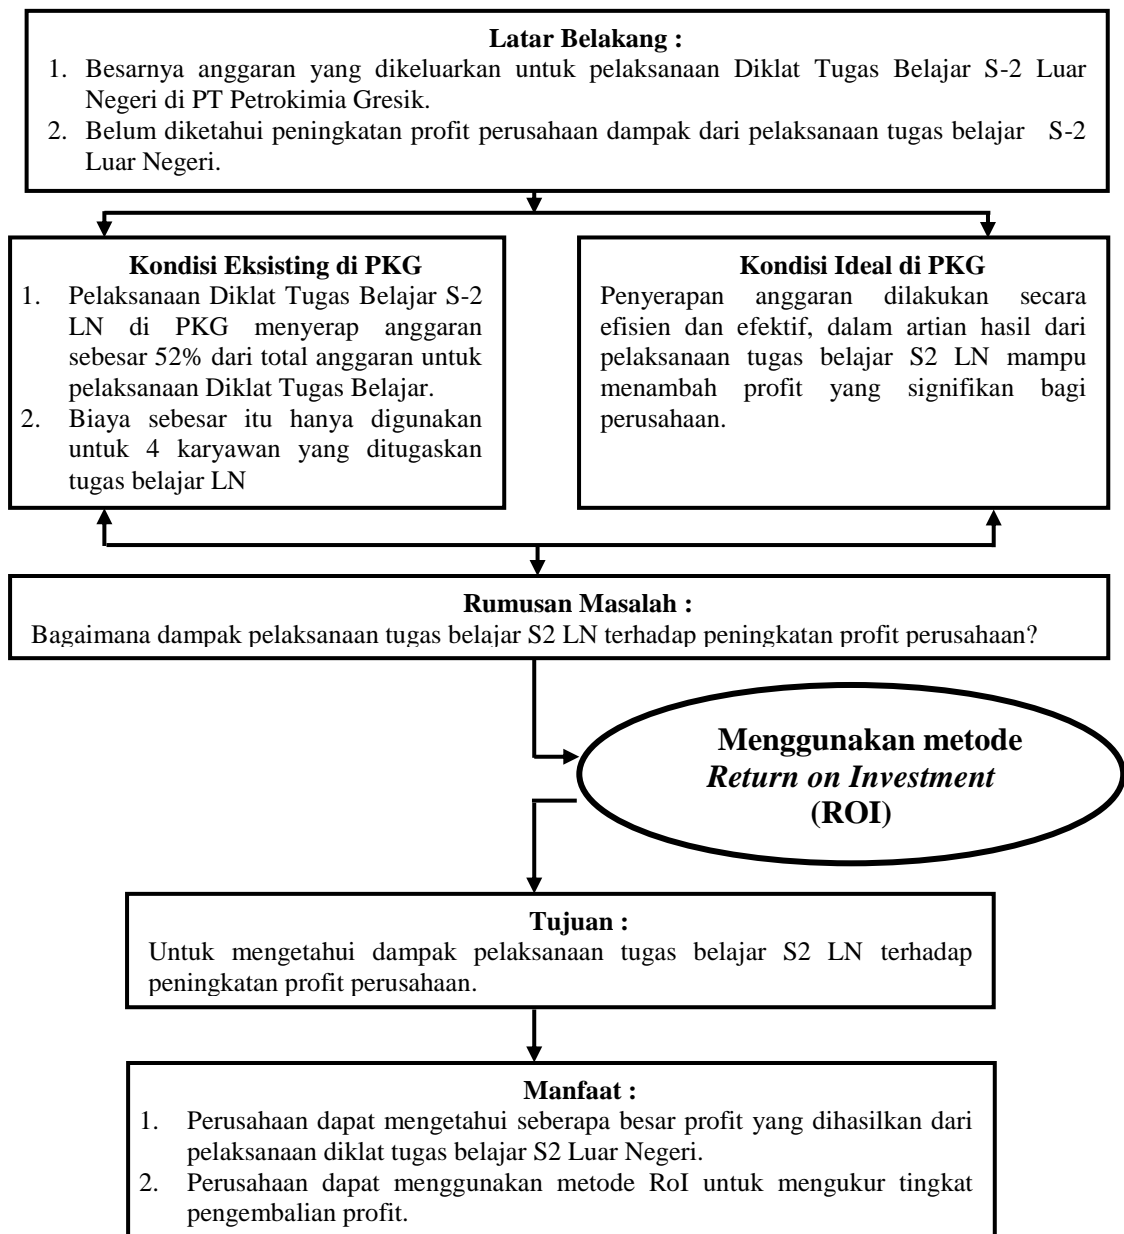 Latar Belakang :
1. Besarnya anggaran yang dikeluarkan untuk pelaksanaan Diklat Tugas Belajar S-2 Luar
Negeri di PT Petrokimia Gresik.
2. Belum diketahui peningkatan profit perusahaan dampak dari pelaksanaan tugas belajar S-2
Luar Negeri.
Kondisi Eksisting di PKG
1. Pelaksanaan Diklat Tugas Belajar S-2
LN di PKG menyerap anggaran
sebesar 52% dari total anggaran untuk
pelaksanaan Diklat Tugas Belajar.
2. Biaya sebesar itu hanya digunakan
untuk 4 karyawan yang ditugaskan
tugas belajar LN
Kondisi Ideal di PKG
Penyerapan anggaran dilakukan secara
efisien dan efektif, dalam artian hasil dari
pelaksanaan tugas belajar S2 LN mampu
menambah profit yang signifikan bagi
perusahaan.
Rumusan Masalah :
Bagaimana dampak pelaksanaan tugas belajar S2 LN terhadap peningkatan profit perusahaan?
Menggunakan metode
Return on Investment
(ROI)
Tujuan :
Untuk mengetahui dampak pelaksanaan tugas belajar S2 LN terhadap
peningkatan profit perusahaan.
Manfaat :
1. Perusahaan dapat mengetahui seberapa besar profit yang dihasilkan dari
pelaksanaan diklat tugas belajar S2 Luar Negeri.
2. Perusahaan dapat menggunakan metode RoI untuk mengukur tingkat
pengembalian profit.